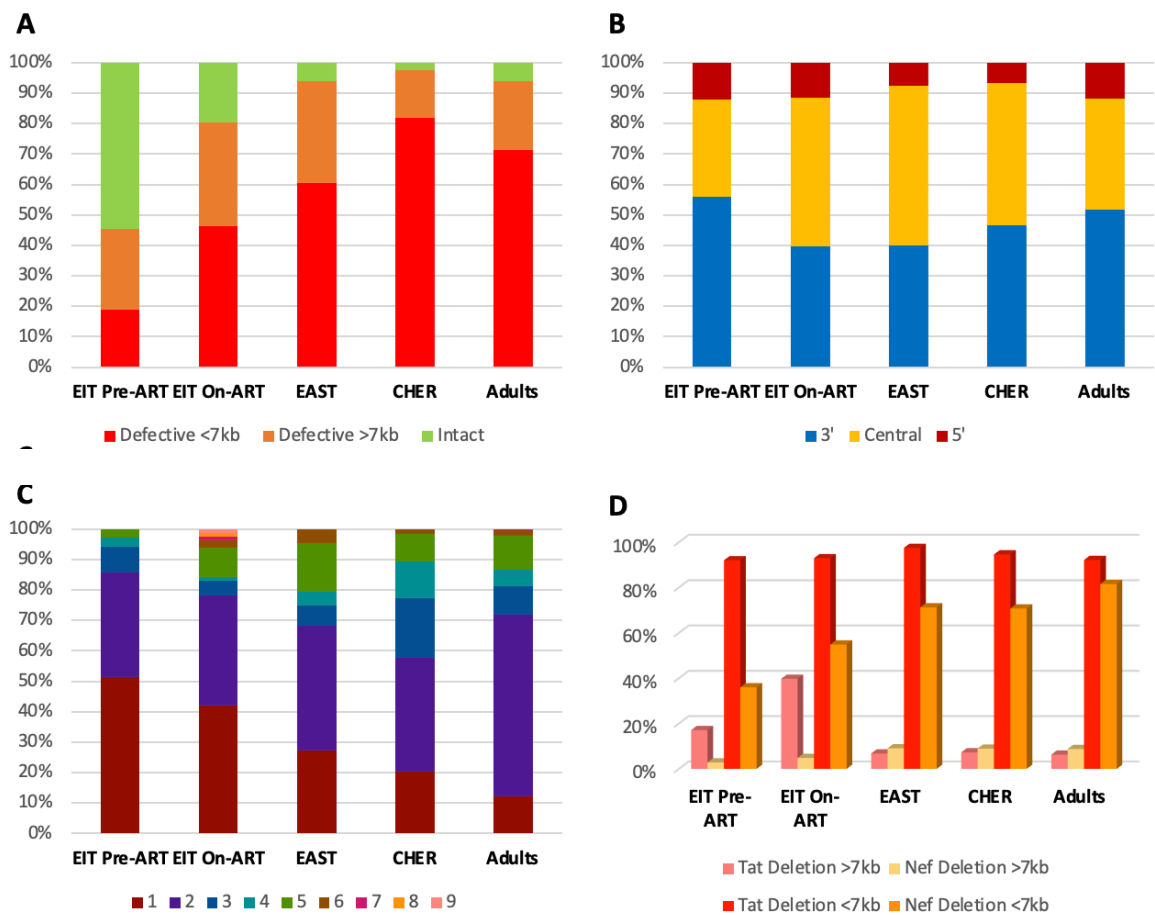 A
100%
90%
80%
70%
60%
50%
40%
30%
20%
10%
0%
EIT Pre-ART EIT On-ART EAST CHER Adults
Defective <7kb Defective >7kb Intact
B
100%
90%
80%
70%
60%
50%
40%
30%
20%
10%
0%
EIT Pre-ART EIT On-ART EAST CHER Adults
3' Central 5'
C
100%
90%
80%
70%
60%
50%
40%
30%
20%
10%
0%
EIT Pre-ART EIT On-ART EAST CHER Adults
1 2 3 4 5 6 7 8 9
D
100%
80%
60%
40%
20%
0%
EIT Pre- EIT On- EAST CHER Adults
ART ART
Tat Deletion >7kb Nef Deletion >7kb
Tat Deletion <7kb Nef Deletion <7kb